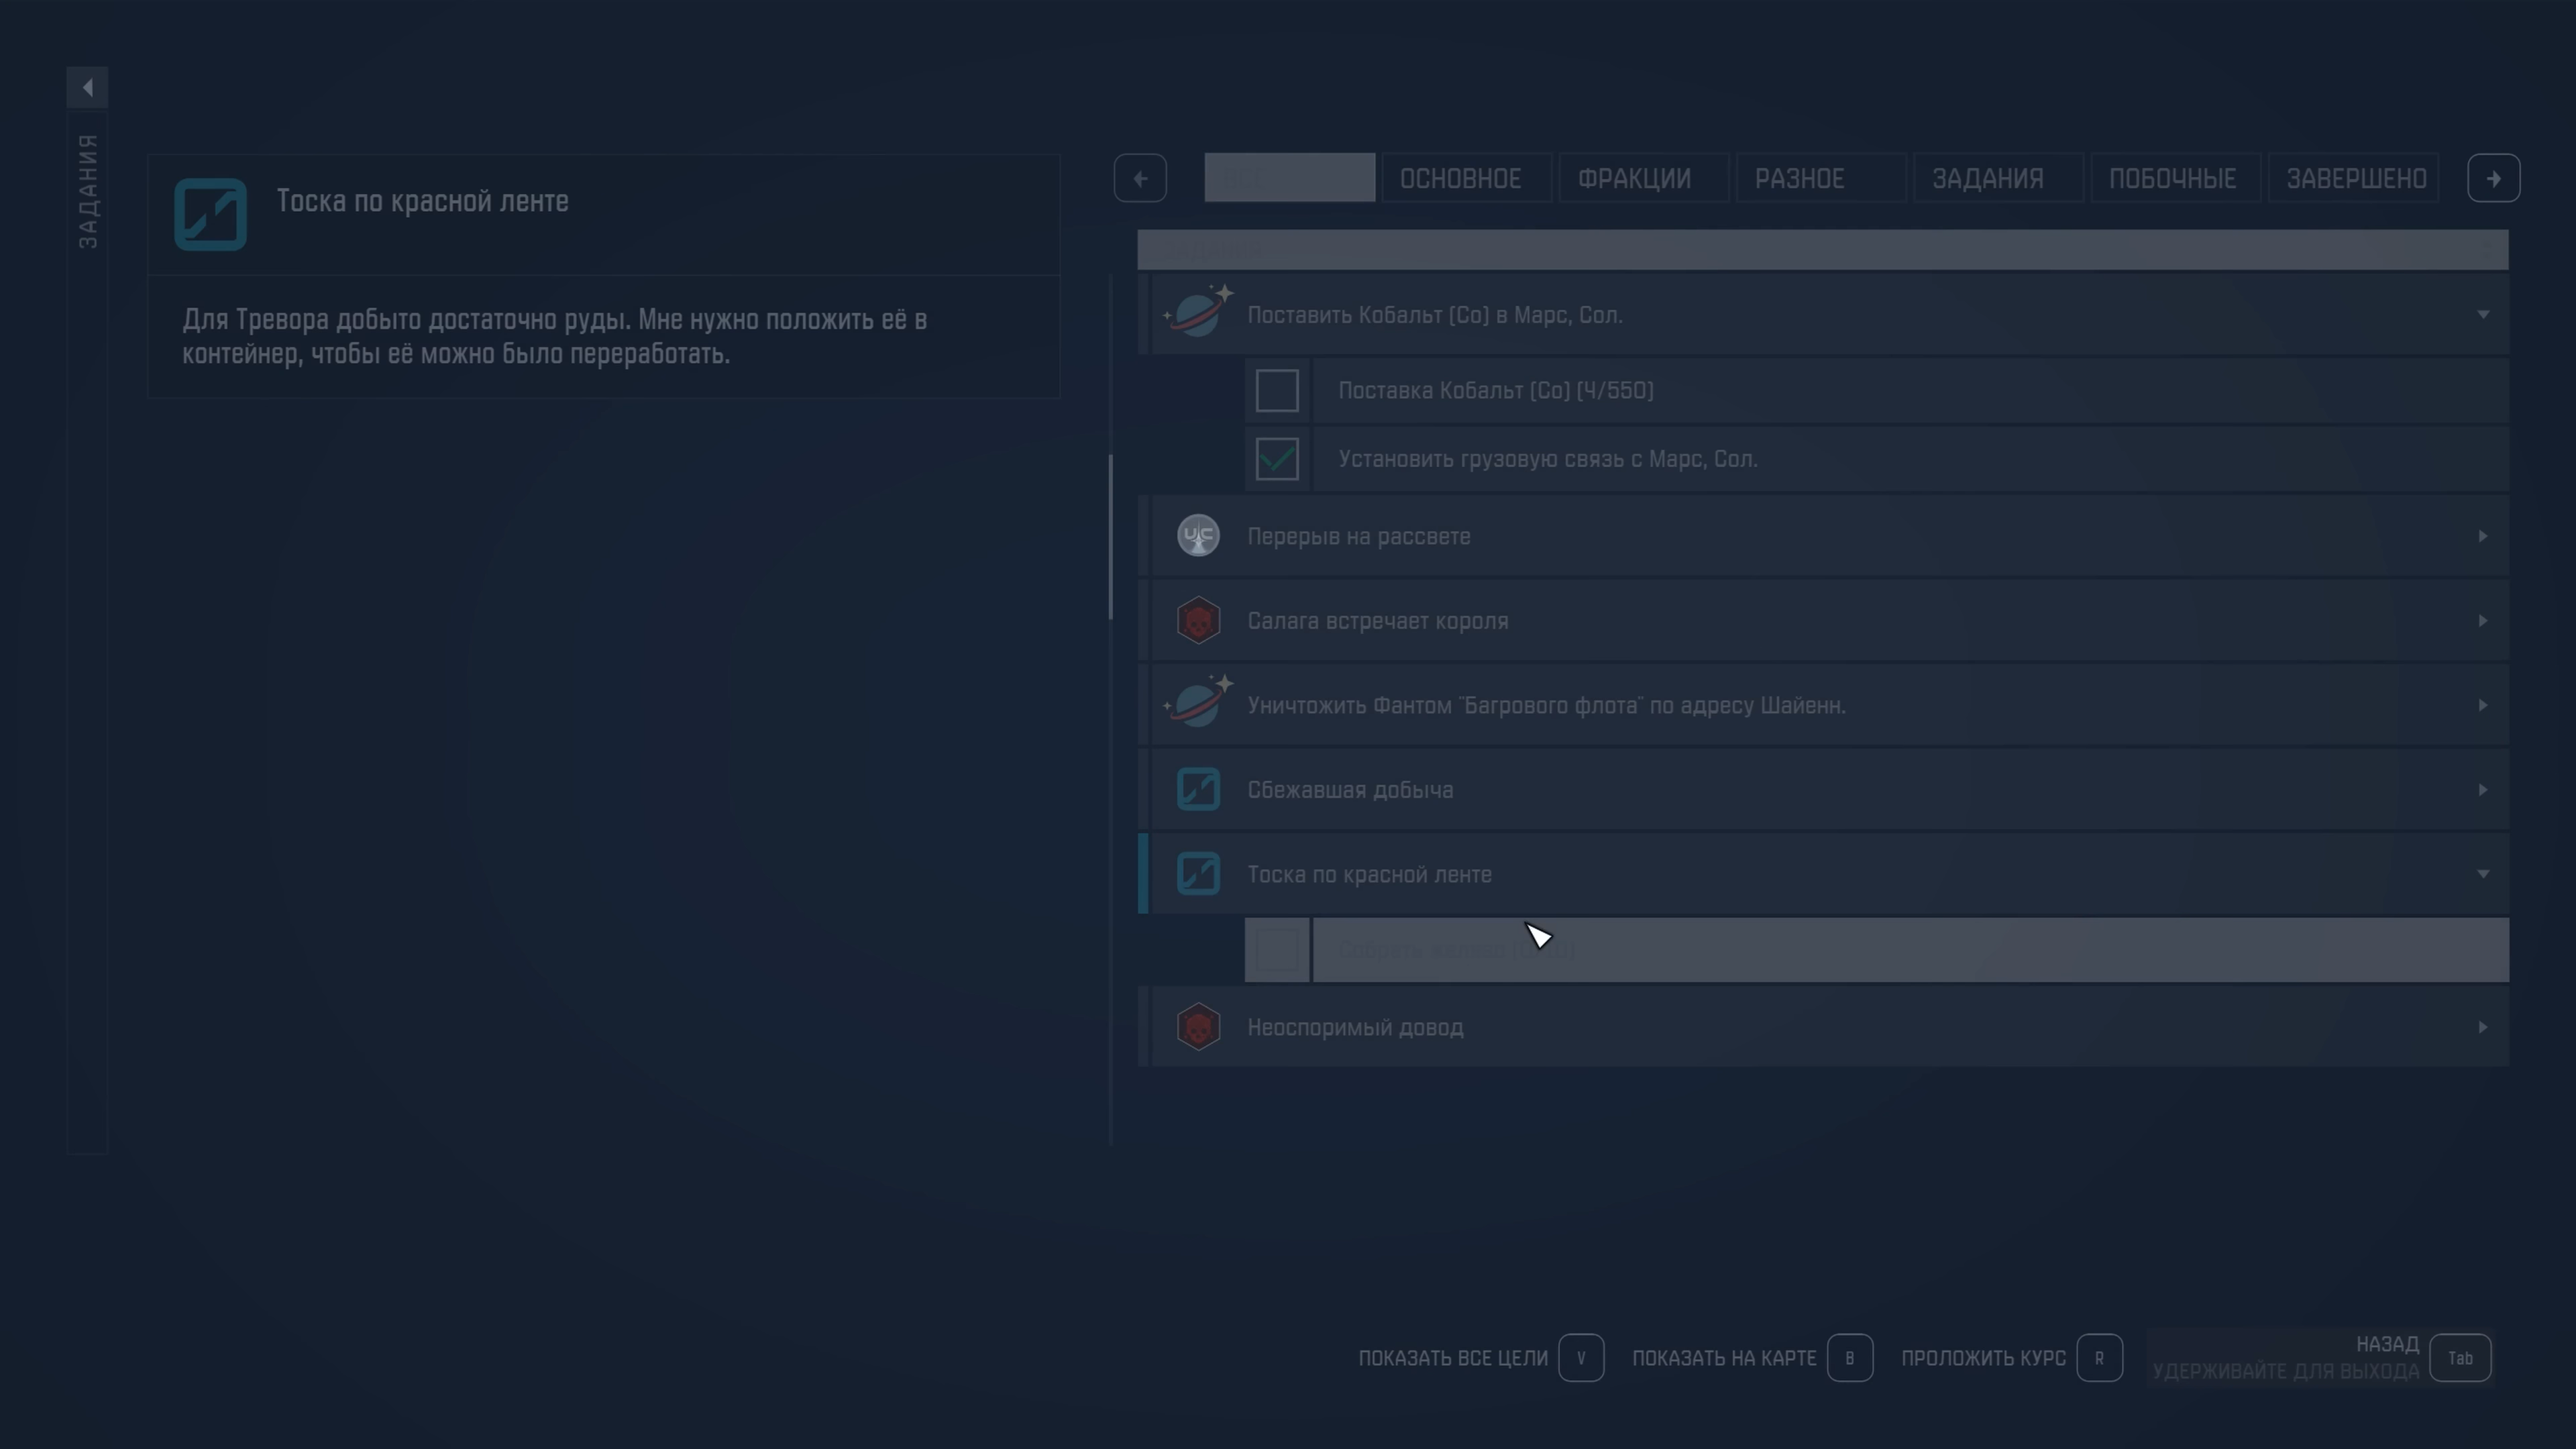 ЗАДАНИЯ
Тоска по красной ленте
Для Тревора добыто достаточно руды. Мне нужно положить её в
контейнер, чтобы её можно было переработать.
ОСНОВНОЕ
ФРАКЦИИ
РАЗНОЕ
ЗАДАНИЯ
ПОБОЧНЫЕ
ЗАВЕРШЕНО
Поставить Кобальт (Co) в Марс, Сол.
Поставка Кобальт (Co) (4/550)
Установить грузовую связь с Марс, Сол.
UC
Перерыв на рассвете
Салага встречает короля
Уничтожить Фантом "Багрового флота" по адресу Шайенн.
Сбежавшая добыча
Тоска по красной ленте
Неоспоримый довод
ПОКАЗАТЬ ВСЕ ЦЕЛИ V
ПОКАЗАТЬ НА КАРТЕ B
ПРОЛОЖИТЬ КУРС R
НАЗАД
УДЕРЖИВАЙТЕ ДЛЯ ВЫХОДА
Tab